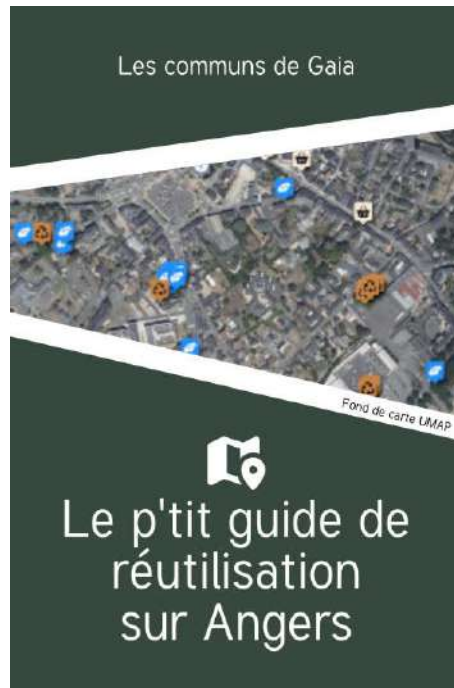 Les communs de Gaia
Fond de carte UMAP
Le p'tit guide de
réutilisation
sur Angers